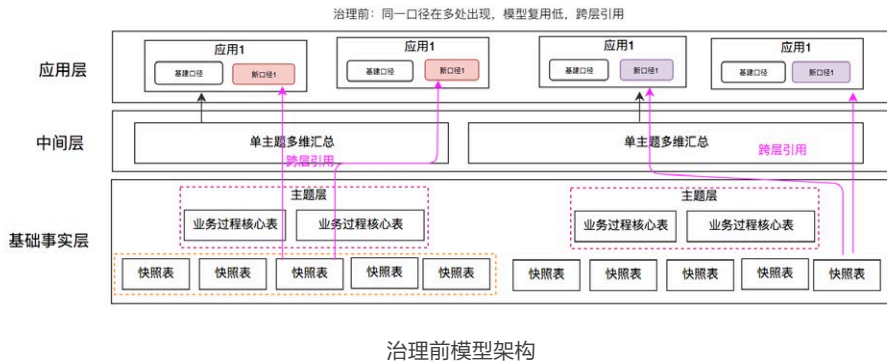 治理前：同一口径在多处出现，模型复用低，跨层引用
应用层
应用1
基建口径
新口径1
应用1
基建口径
新口径1
应用1
基建口径
新口径1
应用1
基建口径
新口径1
中间层
单主题多维汇总
跨层引用
单主题多维汇总
跨层引用
基础事实层
主题层
业务过程核心表
业务过程核心表
主题层
业务过程核心表
业务过程核心表
快照表
快照表
快照表
快照表
快照表
快照表
快照表
快照表
快照表
快照表
治理前模型架构